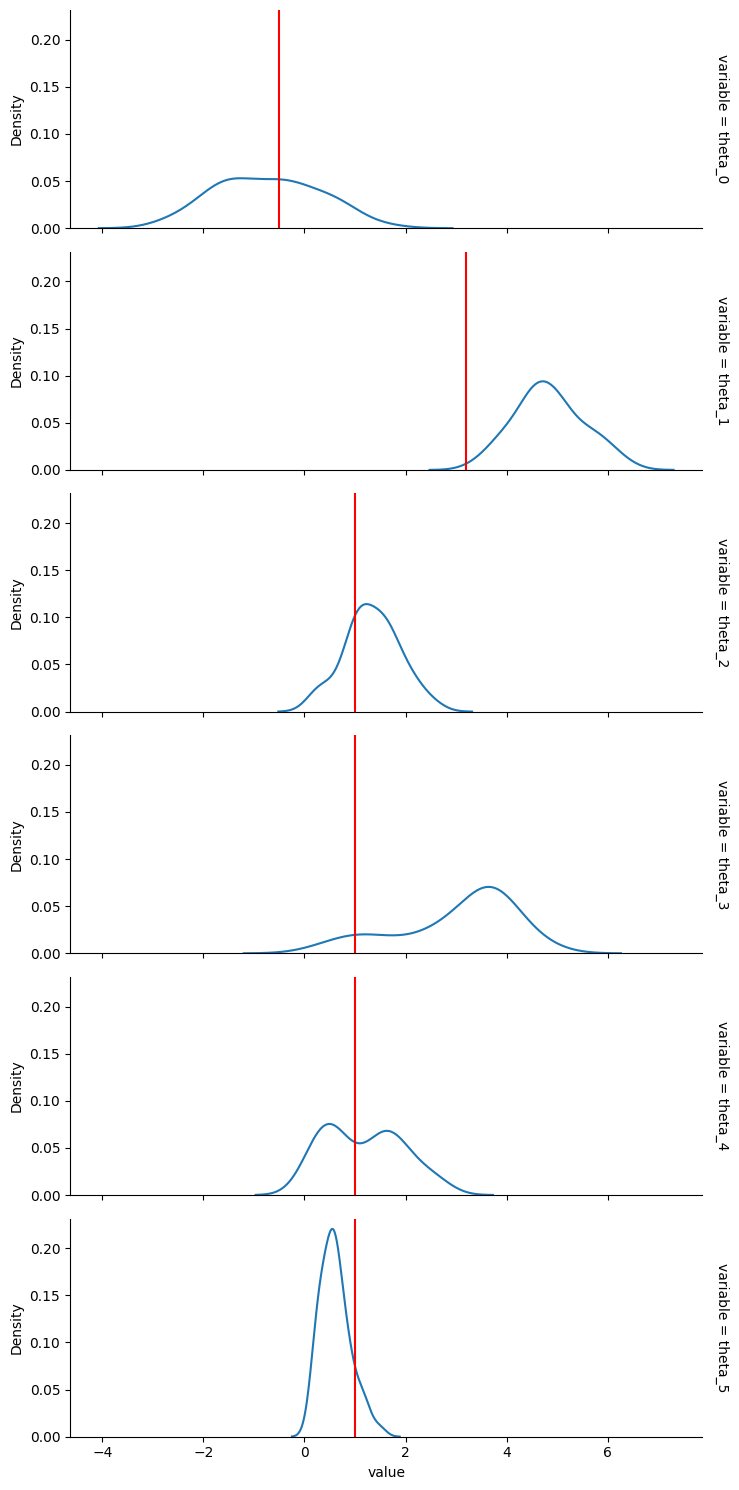 0.20
0.15
0.10
0.05
0.00
Density
variable = theta_0
0.20
0.15
0.10
0.05
0.00
Density
variable = theta_1
0.20
0.15
0.10
0.05
0.00
Density
variable = theta_2
0.20
0.15
0.10
0.05
0.00
Density
variable = theta_3
0.20
0.15
0.10
0.05
0.00
Density
variable = theta_4
0.20
0.15
0.10
0.05
0.00
Density
variable = theta_5
−4 −2 0 2 4 6
value